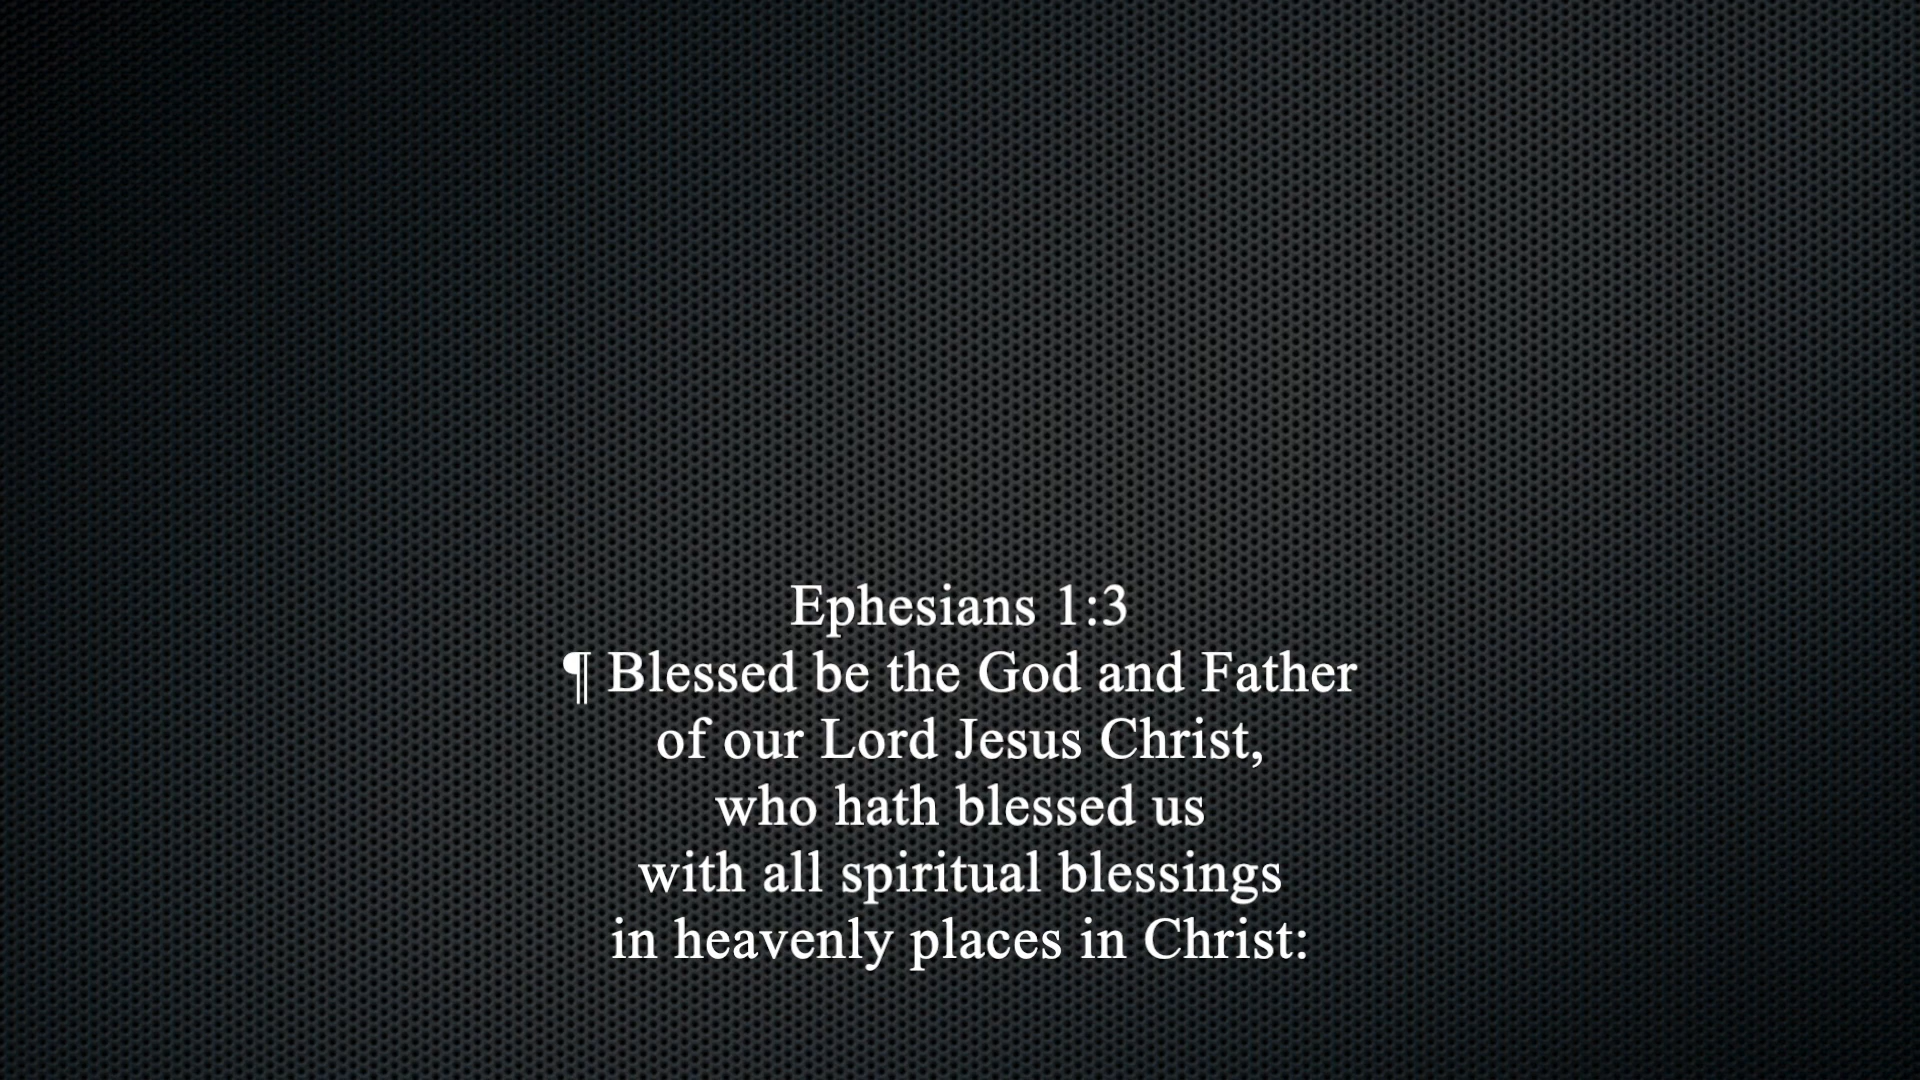 Ephesians 1:3
¶ Blessed be the God and Father
of our Lord Jesus Christ,
who hath blessed us
with all spiritual blessings
in heavenly places in Christ: